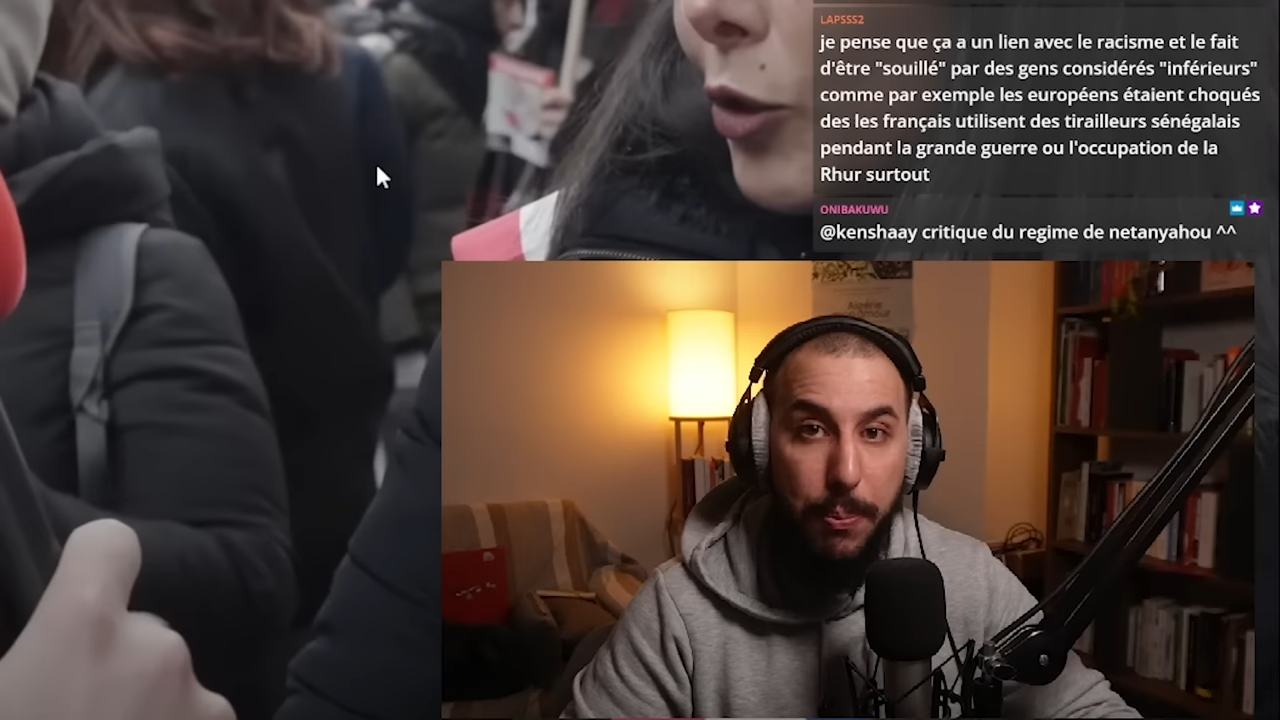 LAPSSS2
je pense que ça a un lien avec le racisme et le fait
d'être "souillé" par des gens considérés "inférieurs"
comme par exemple les européens étaient choqués
des les français utilisent des tirailleurs sénégalais
pendant la grande guerre ou l'occupation de la
Rhur surtout
ONIBAKUWU
@kenshaay critique du regime de netanyahou ^^
Algérie